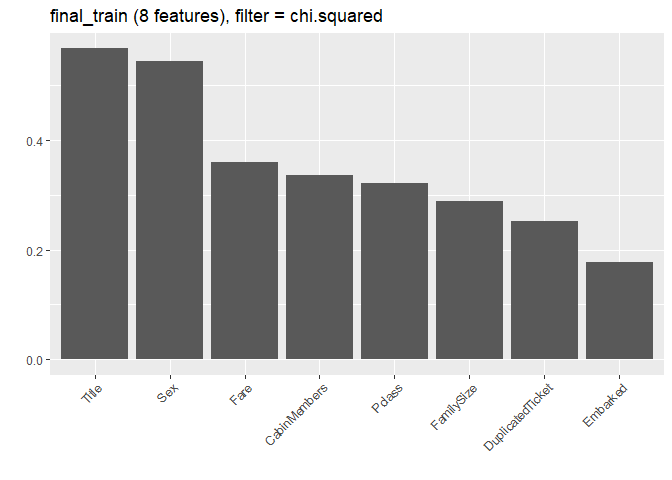 final_train (8 features), filter = chi.squared
0.4
0.2
0.0
Title
Sex
Fare
CabinMembers
Pclass
FamilySize
DuplicatedTicket
Embarked